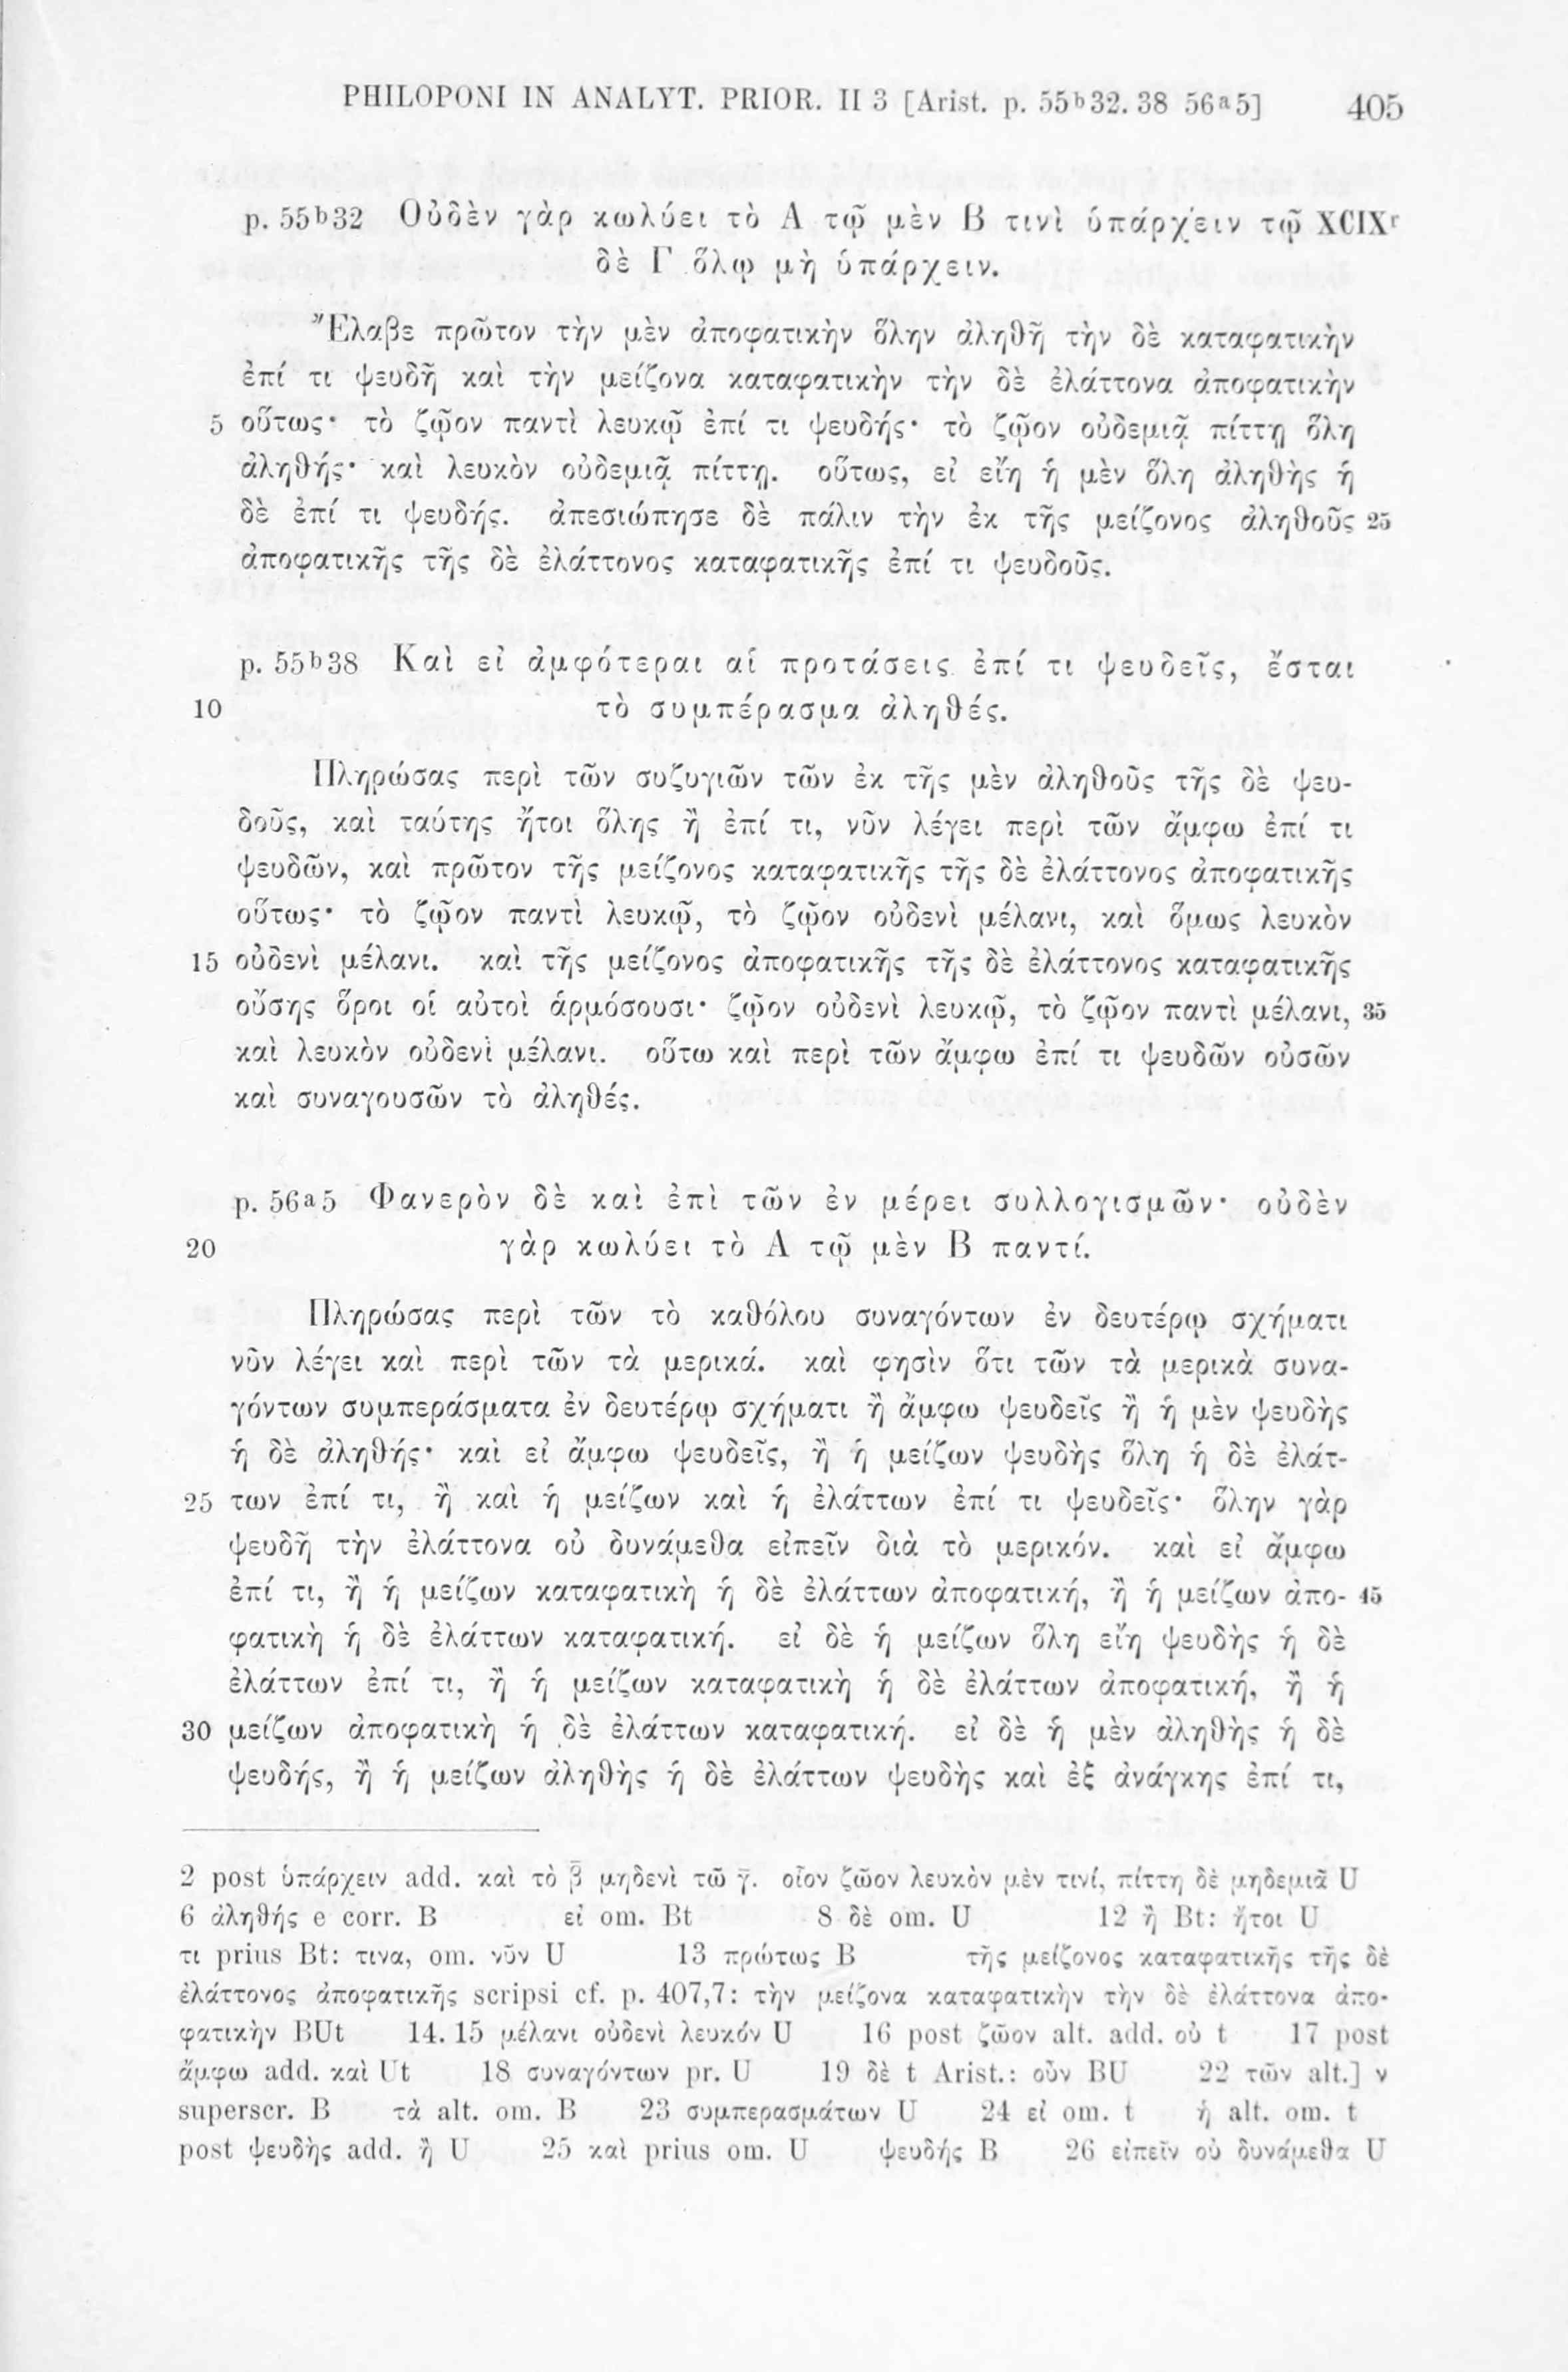 PHILOPONI IN ANALYT. PRIOR. II 3 [Arist. p. 55ᵇ32. 38 56ᵃ5] 405
p. 55ᵇ32 Οὐδὲν γὰρ κωλύει τὸ Α τῷ μὲν Β τινὶ ὑπάρχειν τῷ XCIXʳ
δὲ Γ ὅλῳ μὴ ὑπάρχειν.
Ἔλαβε πρῶτον τὴν μὲν ἀποφατικὴν ὅλην ἀληθῆ τὴν δὲ καταφατικὴν
ἐπί τι ψευδῆ καὶ τὴν μείζονα καταφατικὴν τὴν δὲ ἐλάττονα ἀποφατικὴν
5 οὕτως· τὸ ζῷον παντὶ λευκῷ ἐπί τι ψευδής· τὸ ζῷον οὐδεμιᾷ πίττῃ ὅλη
ἀληθής· καὶ λευκὸν οὐδεμιᾷ πίττῃ. οὕτως, εἰ εἴη ἡ μὲν ὅλη ἀληθὴς ἡ
δὲ ἐπί τι ψευδής. ἀπεσιώπησε δὲ πάλιν τὴν ἐκ τῆς μείζονος ἀληθοῦς 25
ἀποφατικῆς τῆς δὲ ἐλάττονος καταφατικῆς ἐπί τι ψευδοῦς.
p. 55ᵇ38 Καὶ εἰ ἀμφότεραι αἱ προτάσεις ἐπί τι ψευδεῖς, ἔσται
10 τὸ συμπέρασμα ἀληθές.
Πληρώσας περὶ τῶν συζυγιῶν τῶν ἐκ τῆς μὲν ἀληθοῦς τῆς δὲ ψευ-
δοῦς, καὶ ταύτης ἤτοι ὅλης ἢ ἐπί τι, νῦν λέγει περὶ τῶν ἄμφω ἐπί τι
ψευδῶν, καὶ πρῶτον τῆς μείζονος καταφατικῆς τῆς δὲ ἐλάττονος ἀποφατικῆς
οὕτως· τὸ ζῷον παντὶ λευκῷ, τὸ ζῷον οὐδενὶ μέλανι, καὶ ὅμως λευκὸν
15 οὐδενὶ μέλανι. καὶ τῆς μείζονος ἀποφατικῆς τῆς δὲ ἐλάττονος καταφατικῆς
οὔσης ὅροι οἱ αὐτοὶ ἁρμόσουσι· ζῷον οὐδενὶ λευκῷ, τὸ ζῷον παντὶ μέλανι, 35
καὶ λευκὸν οὐδενὶ μέλανι. οὕτω καὶ περὶ τῶν ἄμφω ἐπί τι ψευδῶν οὐσῶν
καὶ συναγουσῶν τὸ ἀληθές.
p. 56ᵃ5 Φανερὸν δὲ καὶ ἐπὶ τῶν ἐν μέρει συλλογισμῶν· οὐδὲν
20 γὰρ κωλύει τὸ Α τῷ μὲν Β παντί.
Πληρώσας περὶ τῶν τὸ καθόλου συναγόντων ἐν δευτέρῳ σχήματι
νῦν λέγει καὶ περὶ τῶν τὰ μερικά. καὶ φησὶν ὅτι τῶν τὰ μερικὰ συνα-
γόντων συμπεράσματα ἐν δευτέρῳ σχήματι ἢ ἄμφω ψευδεῖς ἢ ἡ μὲν ψευδὴς
ἡ δὲ ἀληθής· καὶ εἰ ἄμφω ψευδεῖς, ἢ ἡ μείζων ψευδὴς ὅλη ἡ δὲ ἐλάτ-
25 των ἐπί τι, ἢ καὶ ἡ μείζων καὶ ἡ ἐλάττων ἐπί τι ψευδεῖς· ὅλην γὰρ
ψευδῆ τὴν ἐλάττονα οὐ δυνάμεθα εἰπεῖν διὰ τὸ μερικόν. καὶ εἰ ἄμφω
ἐπί τι, ἢ ἡ μείζων καταφατικὴ ἡ δὲ ἐλάττων ἀποφατική, ἢ ἡ μείζων ἀπο- 45
φατικὴ ἡ δὲ ἐλάττων καταφατική. εἰ δὲ ἡ μείζων ὅλη εἴη ψευδὴς ἡ δὲ
ἐλάττων ἐπί τι, ἢ ἡ μείζων καταφατικὴ ἡ δὲ ἐλάττων ἀποφατική, ἢ ἡ
30 μείζων ἀποφατικὴ ἡ δὲ ἐλάττων καταφατική. εἰ δὲ ἡ μὲν ἀληθὴς ἡ δὲ
ψευδής, ἢ ἡ μείζων ἀληθὴς ἡ δὲ ἐλάττων ψευδὴς καὶ ἐξ ἀνάγκης ἐπί τι,
2 post ὑπάρχειν add. καὶ τὸ β̄ μηδενὶ τῶ γ̄. οἷον ζῶον λευκὸν μὲν τινί, πίττη δὲ μηδεμιᾶ U
6 ἀληθής e corr. B εἰ om. Bt 8 δὲ om. U 12 ἢ Bt: ἤτοι U
τι prius Bt: τινα, om. νῦν U 13 πρώτως B τῆς μείζονος καταφατικῆς τῆς δὲ
ἐλάττονος ἀποφατικῆς scripsi cf. p. 407,7: τὴν μείζονα καταφατικὴν τὴν δὲ ἐλάττονα ἀπο-
φατικὴν BUt 14. 15 μέλανι οὐδενὶ λευκόν U 16 post ζῶον alt. add. οὐ t 17 post
ἄμφω add. καὶ Ut 18 συναγόντων pr. U 19 δὲ t Arist.: οὖν BU 22 τῶν alt.] ν
superscr. B τὰ alt. om. B 23 συμπερασμάτων U 24 εἰ om. t ἡ alt. om. t
post ψευδὴς add. ἢ U 25 καὶ prius om. U ψευδής B 26 εἰπεῖν οὐ δυνάμεθα U